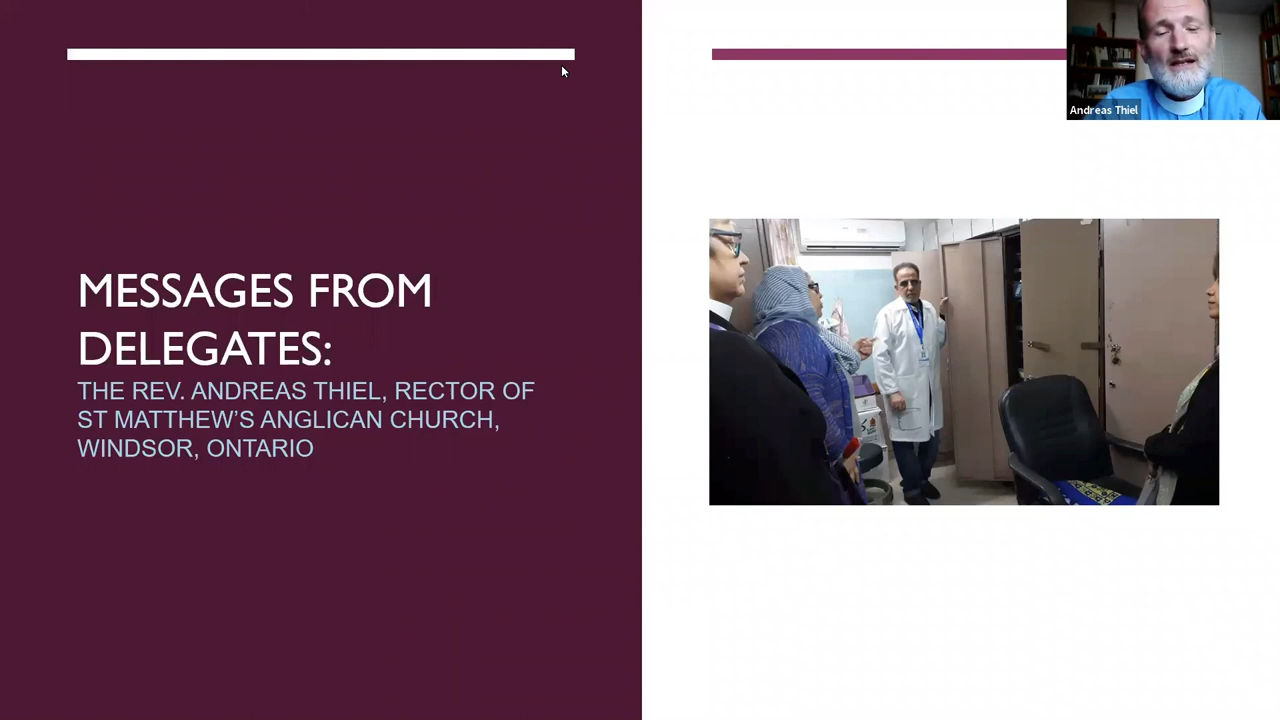 MESSAGES FROM
DELEGATES:
THE REV. ANDREAS THIEL, RECTOR OF
ST MATTHEW’S ANGLICAN CHURCH,
WINDSOR, ONTARIO
Andreas Thiel